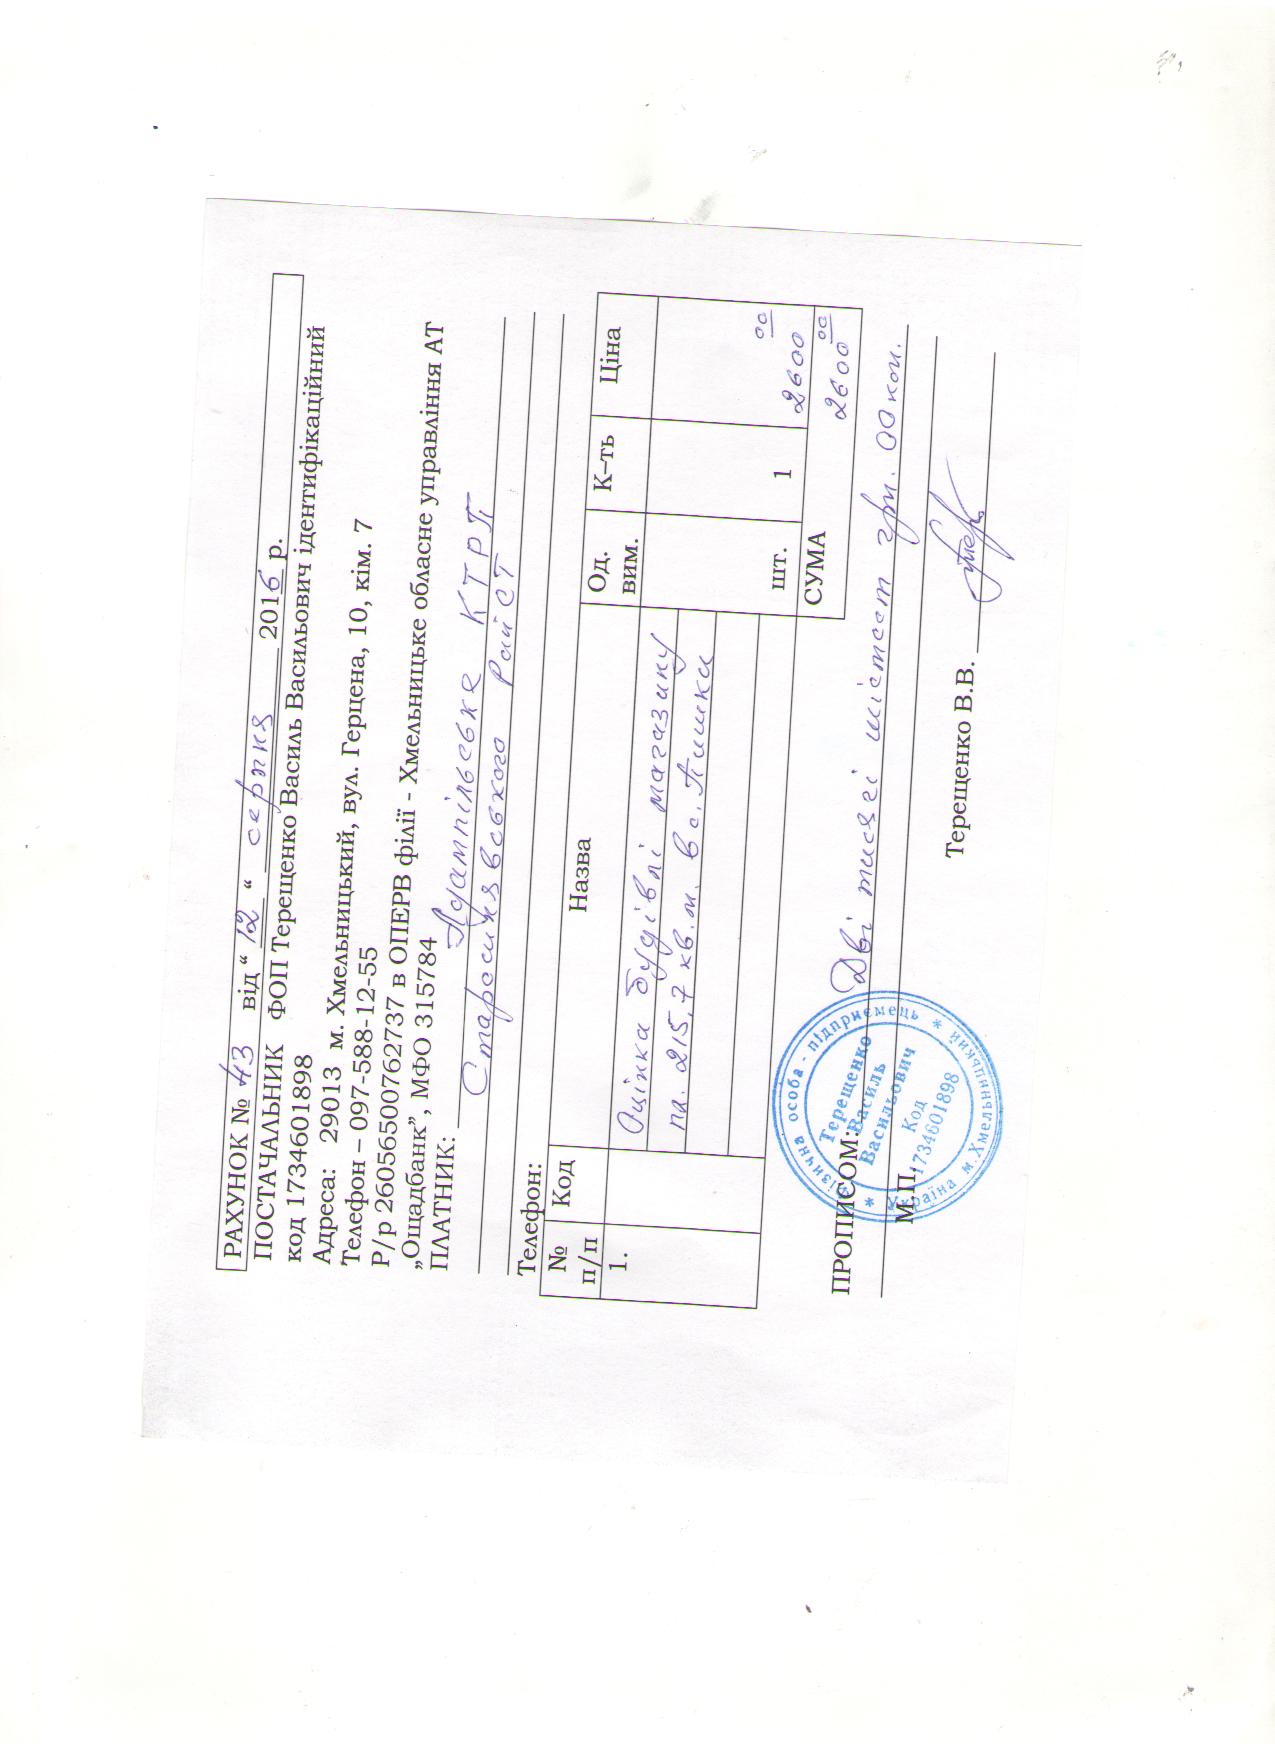 РАХУНОК № 43 від “ 12 “ серпня 2016 р.
ПОСТАЧАЛЬНИК ФОП Терещенко Василь Васильович ідентифікаційний
код 1734601898
Адреса: 29013 м. Хмельницький, вул. Герцена, 10, кім. 7
Телефон – 097-588-12-55
Р/р 26056500762737 в ОПЕРВ філії - Хмельницьке обласне управління АТ
„Ощадбанк”, МФО 315784
ПЛАТНИК: Адампільське КТРП
Старосинявського РайСТ
Телефон:
№ п/п Код Назва Од. вим. К–ть Ціна
1. Оцінка будівлі магазину
пл. 215,7 кв.м. в с. Пишки
шт. 1 2600 00
СУМА 2600 00
ПРОПИСОМ: Дві тисячі шістсот грн. 00 коп.
М.П.
Терещенко В.В.
Фізична особа - підприємець
Терещенко
Василь
Васильович
Код
1734601898
* Україна м.Хмельницький *